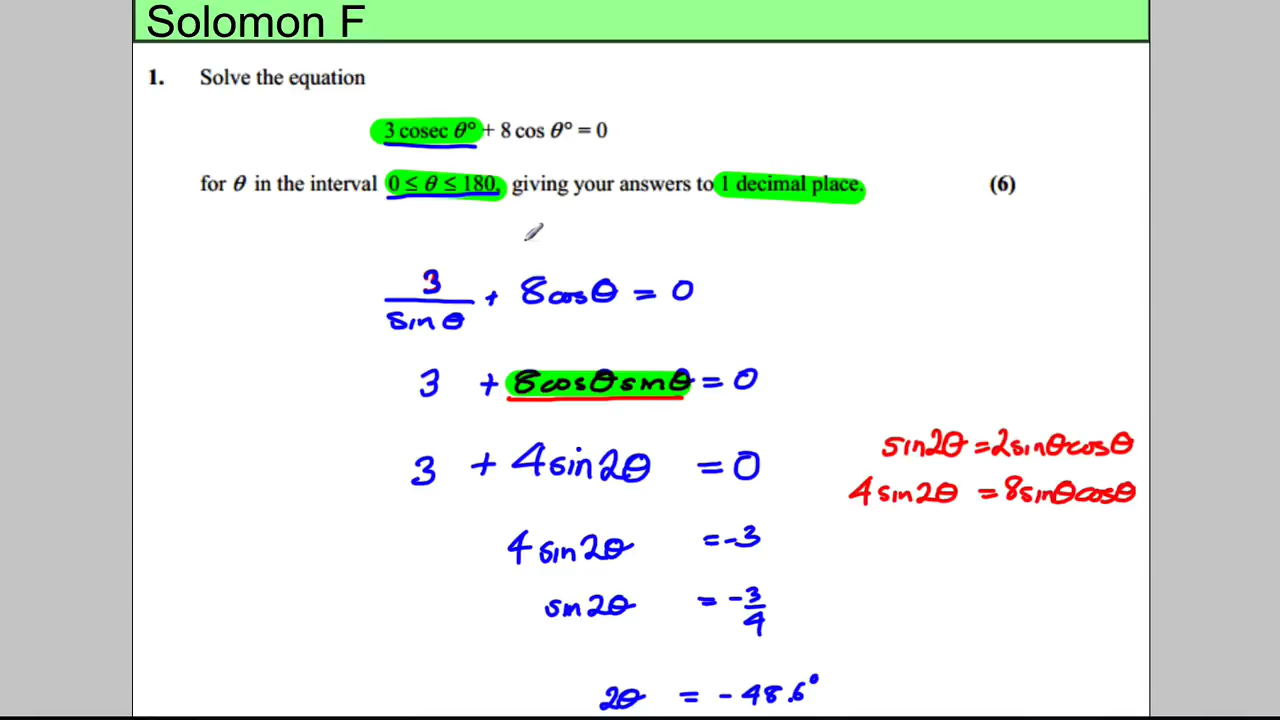 Solomon F
1. Solve the equation
3 cosec θ° + 8 cos θ° = 0
for θ in the interval 0 ≤ θ ≤ 180, giving your answers to 1 decimal place. (6)
3/sin θ + 8cosθ = 0
3 + 8cosθsinθ = 0
3 + 4sin2θ = 0
sin2θ = 2sinθcosθ
4sin2θ = 8sinθcosθ
4sin2θ = -3
sin2θ = -3/4
2θ = -48.6°